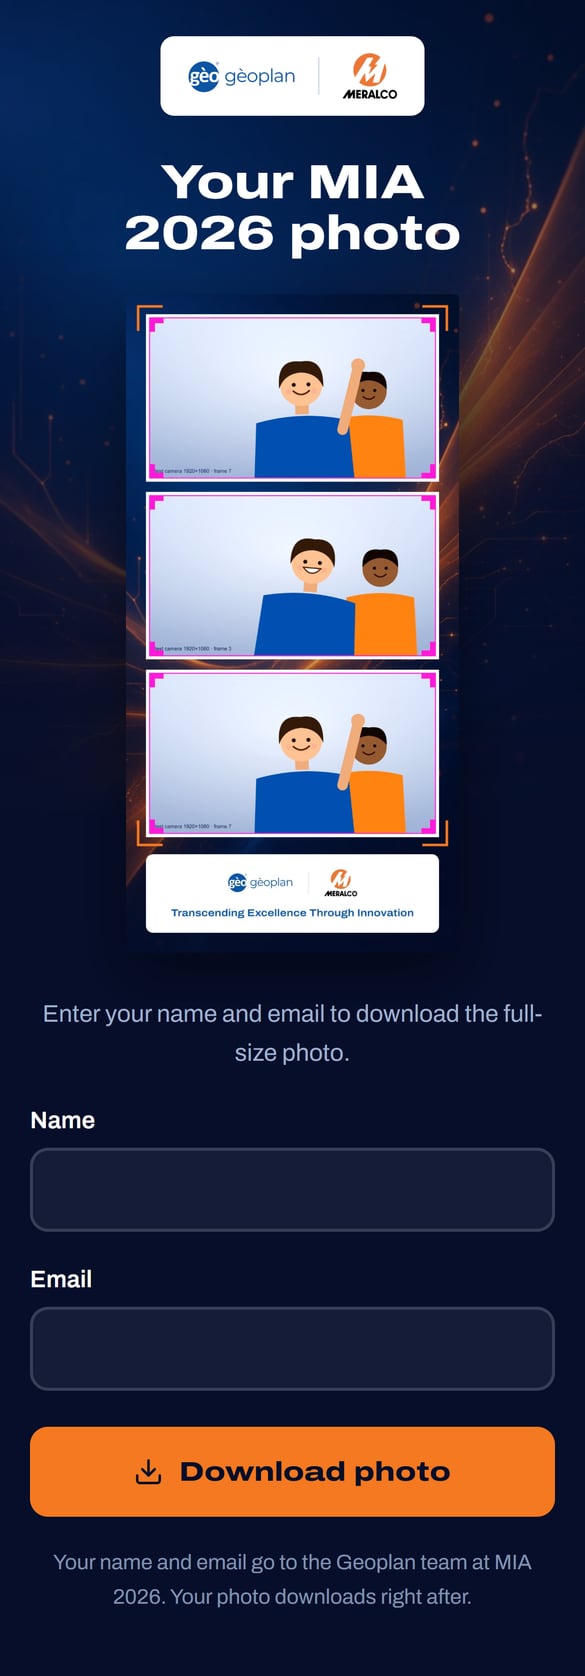 gèo gèoplan
MERALCO
Your MIA
2026 photo
camera 1920×1080 · frame 7
camera 1920×1080 · frame 3
camera 1920×1080 · frame 7
gèo gèoplan
MERALCO
Transcending Excellence Through Innovation
Enter your name and email to download the full-
size photo.
Name
Email
Download photo
Your name and email go to the Geoplan team at MIA
2026. Your photo downloads right after.